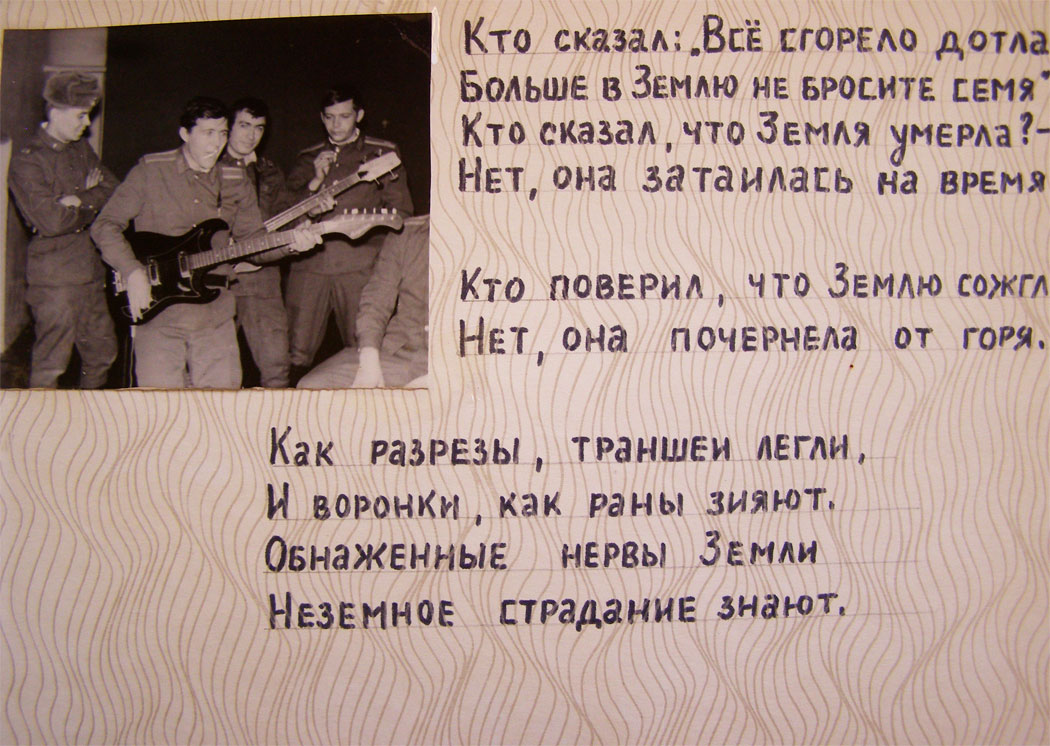 Кто сказал: „Всё сгорело дотла
Больше в Землю не бросите семя"
Кто сказал, что Земля умерла?-
Нет, она затаилась на время
Кто поверил, что Землю сожгл
Нет, она почернела от горя.
Как разрезы, траншеи легли,
И воронки, как раны зияют.
Обнаженные нервы Земли
Неземное страдание знают.